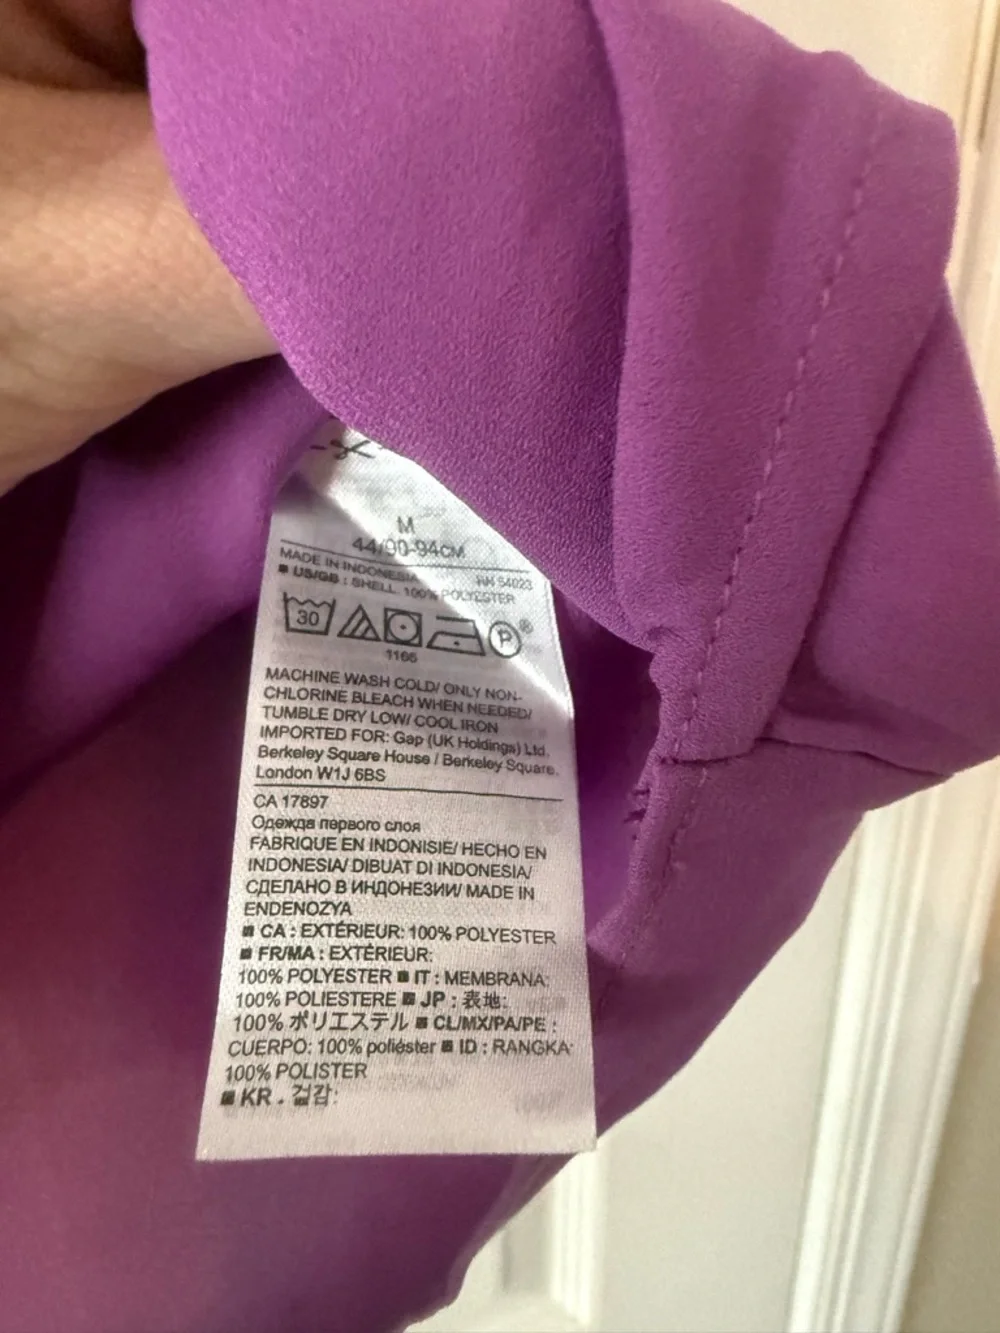 M
44/90-94CM
MADE IN INDONESIA RN 54023
■ US/GB : SHELL 100% POLYESTER
30 P®
1166
MACHINE WASH COLD/ ONLY NON-
CHLORINE BLEACH WHEN NEEDED/
TUMBLE DRY LOW/ COOL IRON
IMPORTED FOR: Gap (UK Holdings) Ltd.
Berkeley Square House / Berkeley Square.
London W1J 6BS
CA 17897
Одежда первого слоя
FABRIQUE EN INDONISIE/ HECHO EN
INDONESIA/ DIBUAT DI INDONESIA/
СДЕЛАНО В ИНДОНЕЗИИ/ MADE IN
ENDENOZYA
■ CA : EXTÉRIEUR: 100% POLYESTER
■ FR/MA : EXTÉRIEUR:
100% POLYESTER ■ IT : MEMBRANA:
100% POLIESTERE ■ JP : 表地:
100% ポリエステル ■ CL/MX/PA/PE :
CUERPO: 100% poliéster ■ ID : RANGKA:
100% POLISTER
■ KR . 겉감: